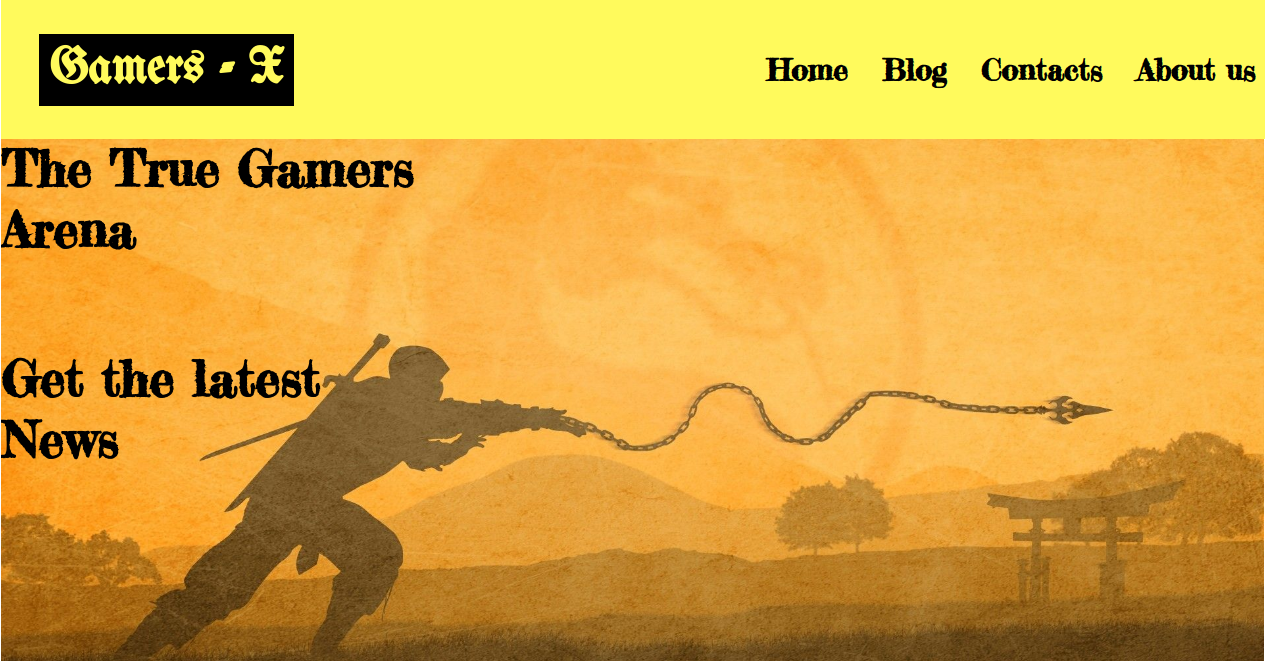 Gamers - X
Home Blog Contacts About us
The True Gamers
Arena
Get the latest
News